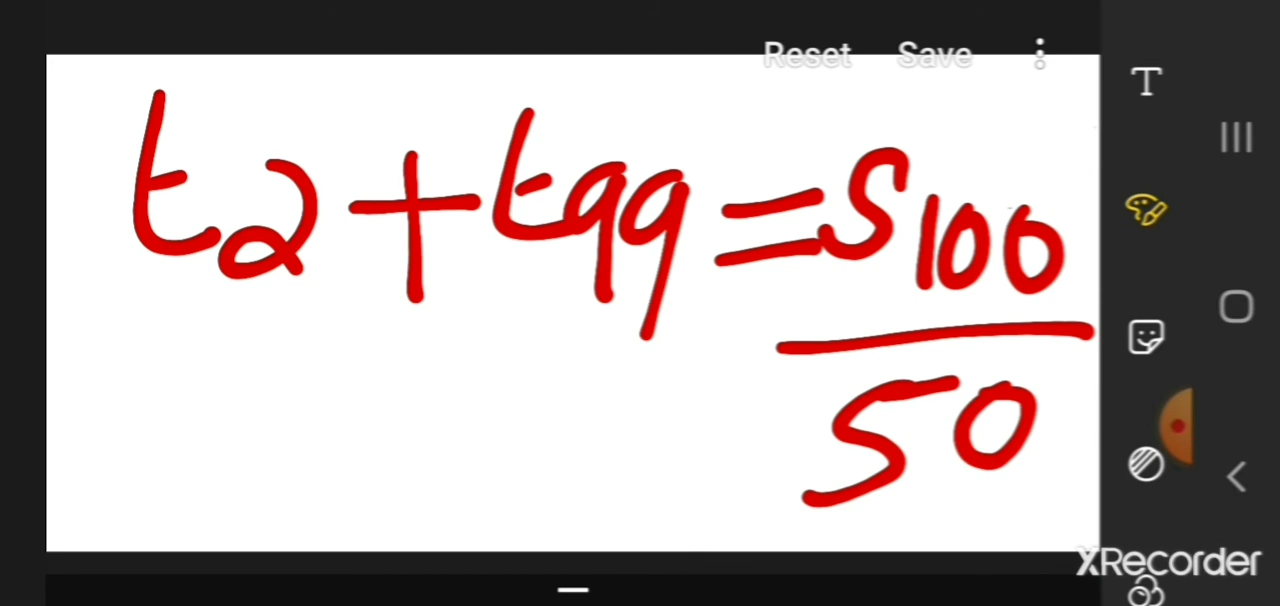 Reset Save
T
t2 + t99 = S100
50
XRecorder